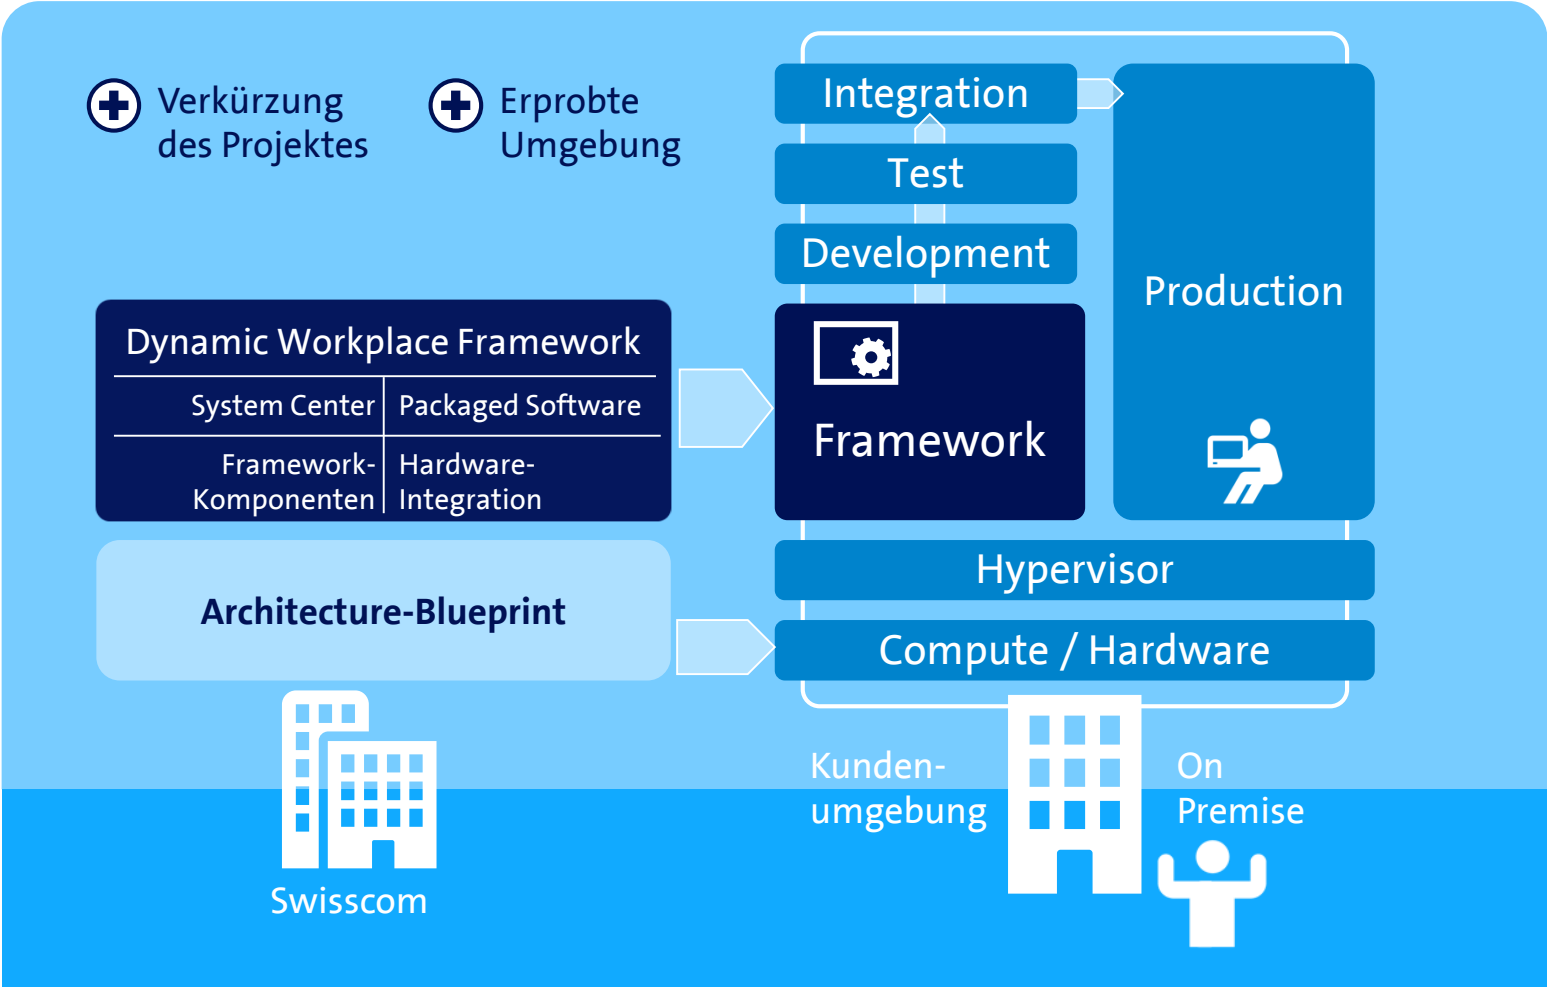 Verkürzung
des Projektes
Erprobte
Umgebung
Integration
Test
Development
Production
Dynamic Workplace Framework
System Center
Packaged Software
Framework-
Komponenten
Hardware-
Integration
Framework
Architecture-Blueprint
Hypervisor
Compute / Hardware
Swisscom
Kunden-
umgebung
On
Premise